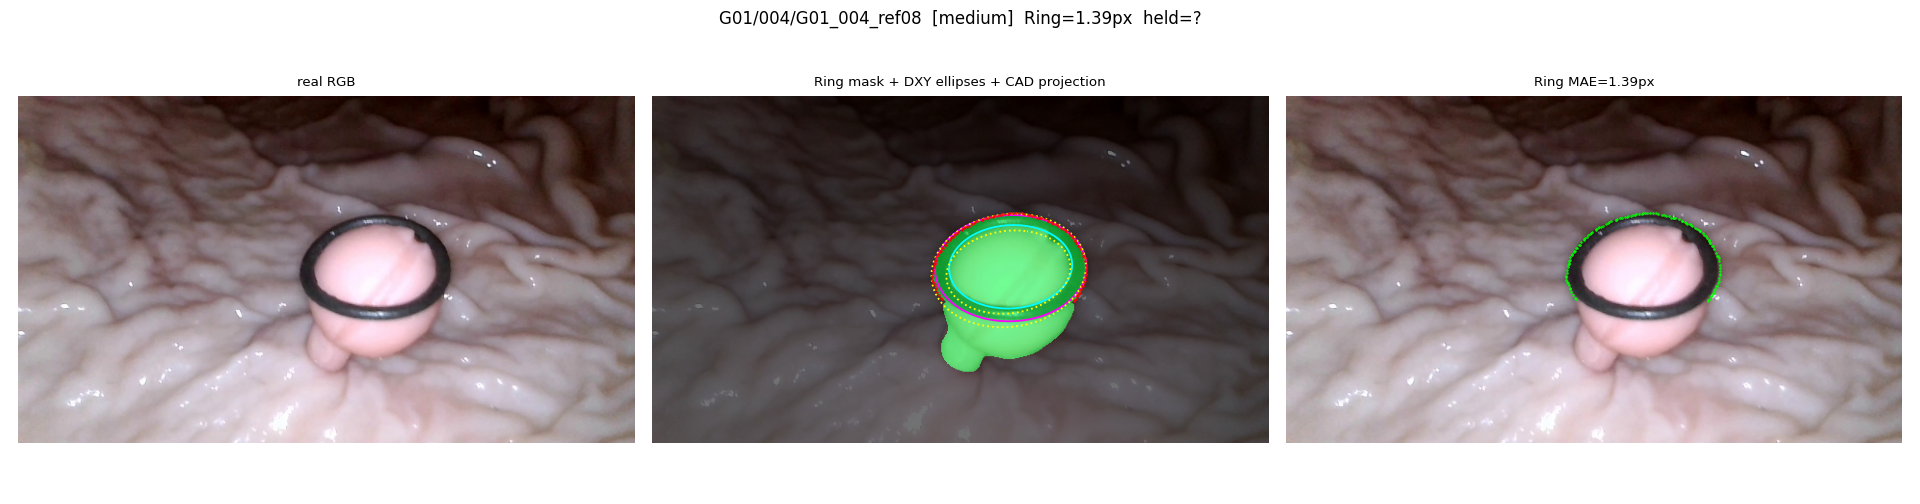 G01/004/G01_004_ref08  [medium]  Ring=1.39px  held=?
real RGB
Ring mask + DXY ellipses + CAD projection
Ring MAE=1.39px